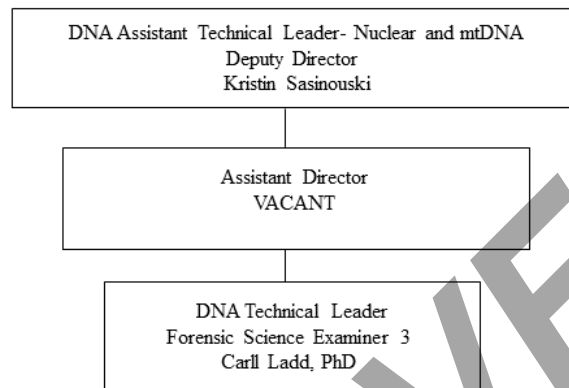 DNA Assistant Technical Leader- Nuclear and mtDNA
Deputy Director
Kristin Sasinouski
Assistant Director
VACANT
DNA Technical Leader
Forensic Science Examiner 3
Carll Ladd, PhD